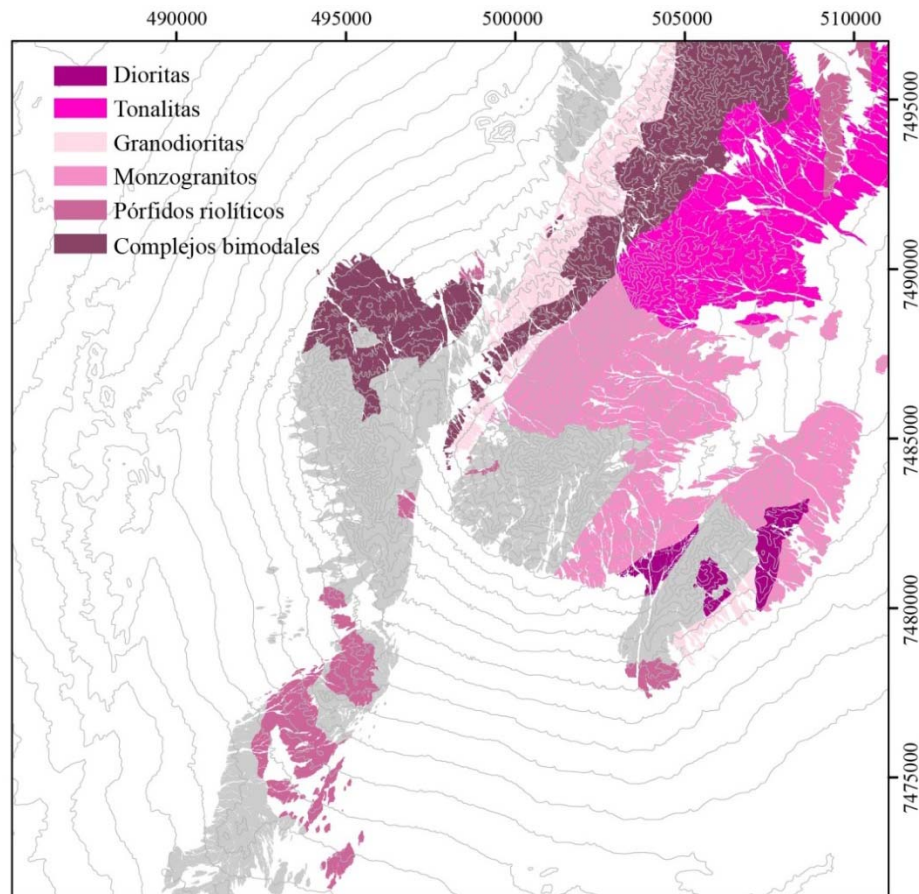 490000 495000 500000 505000 510000
Dioritas
Tonalitas
Granodioritas
Monzogranitos
Pórfidos riolíticos
Complejos bimodales
7495000
7490000
7485000
7480000
7475000